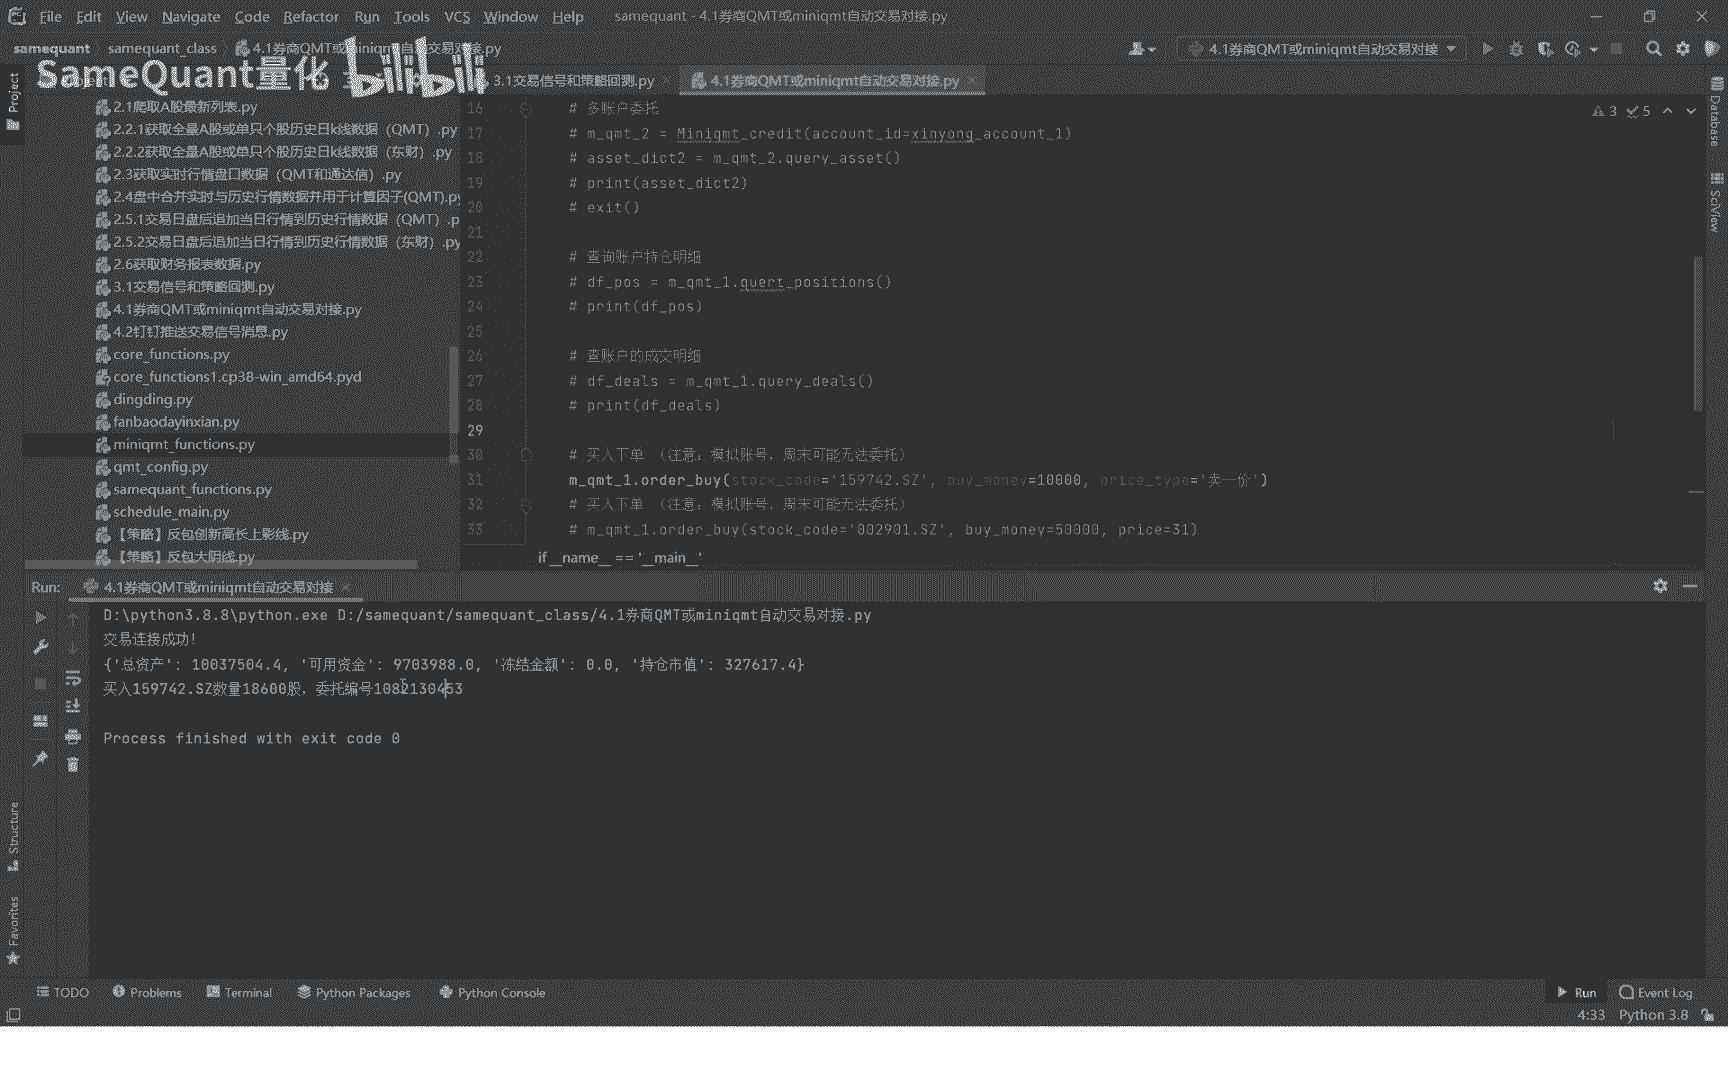 File Edit View Navigate Code Refactor Run Tools VCS Window Help samequant - 4.1券商QMT或miniqmt自动交易对接.py
samequant samequant_class 4.1券商QMT或miniqmt自动交易对接.py 4.1券商QMT或miniqmt自动交易对接
SameQuant量化 bilibili
3.1交易信号和策略回测.py 4.1券商QMT或miniqmt自动交易对接.py
Project
2.1爬取A股最新列表.py
2.2.1获取全量A股或单只个股历史日k线数据（QMT）.py
2.2.2获取全量A股或单只个股历史日k线数据（东财）.py
2.3获取实时行情盘口数据（QMT和通达信）.py
2.4盘中合并实时与历史行情数据并用于计算因子(QMT).py
2.5.1交易日盘后追加当日行情到历史行情数据（QMT）.p
2.5.2交易日盘后追加当日行情到历史行情数据（东财）.py
2.6获取财务报表数据.py
3.1交易信号和策略回测.py
4.1券商QMT或miniqmt自动交易对接.py
4.2钉钉推送交易信号消息.py
core_functions.py
core_functions1.cp38-win_amd64.pyd
dingding.py
fanbaodayinxian.py
miniqmt_functions.py
qmt_config.py
samequant_functions.py
schedule_main.py
【策略】反包创新高长上影线.py
【策略】反包大阴线.py
16 # 多账户委托
17 # m_qmt_2 = Miniqmt_credit(account_id=xinyong_account_1)
18 # asset_dict2 = m_qmt_2.query_asset()
19 # print(asset_dict2)
20 # exit()
21
22 # 查询账户持仓明细
23 # df_pos = m_qmt_1.quert_positions()
24 # print(df_pos)
25
26 # 查账户的成交明细
27 # df_deals = m_qmt_1.query_deals()
28 # print(df_deals)
29
30 # 买入下单 （注意：模拟账号，周末可能无法委托）
31 m_qmt_1.order_buy(stock_code='159742.SZ', buy_money=10000, price_type='卖一价')
32 # 买入下单 （注意：模拟账号，周末可能无法委托）
33 # m_qmt_1.order_buy(stock_code='002901.SZ', buy_money=50000, price=31)
if __name__ == '__main__'
3 5
Database
SciView
Run: 4.1券商QMT或miniqmt自动交易对接
D:\python3.8.8\python.exe D:/samequant/samequant_class/4.1券商QMT或miniqmt自动交易对接.py
交易连接成功！
{'总资产': 10037504.4, '可用资金': 9703988.0, '冻结金额': 0.0, '持仓市值': 327617.4}
买入159742.SZ数量18600股，委托编号1082130453
Process finished with exit code 0
Structure
Favorites
TODO Problems Terminal Python Packages Python Console Run Event Log
4:33 Python 3.8